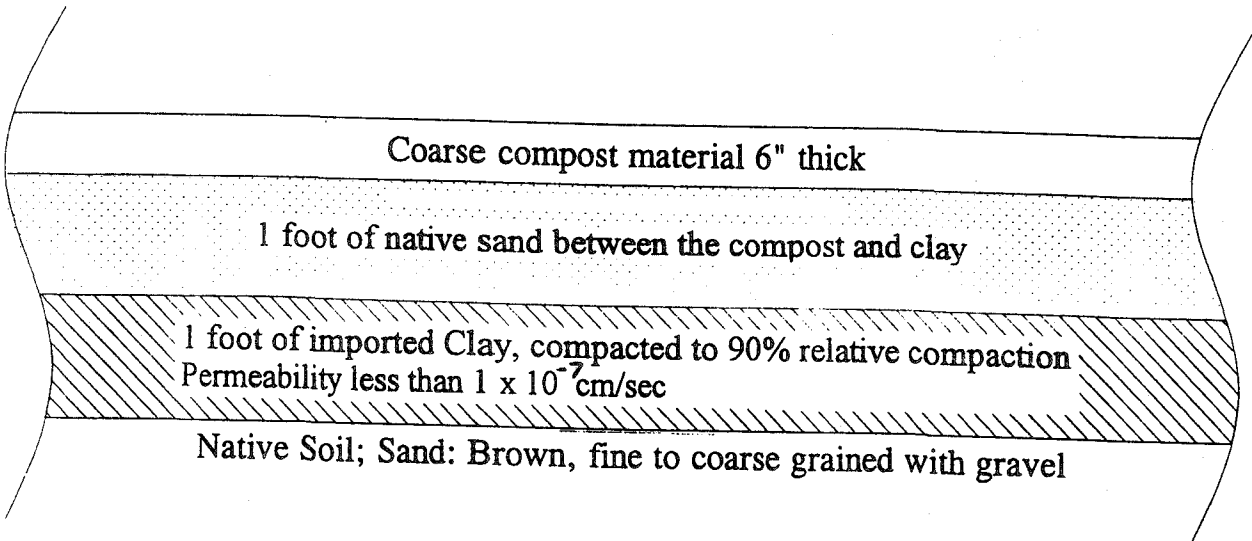 Coarse compost material 6" thick
1 foot of native sand between the compost and clay
1 foot of imported Clay, compacted to 90% relative compaction
Permeability less than 1 x 10⁻⁷cm/sec
Native Soil; Sand: Brown, fine to coarse grained with gravel